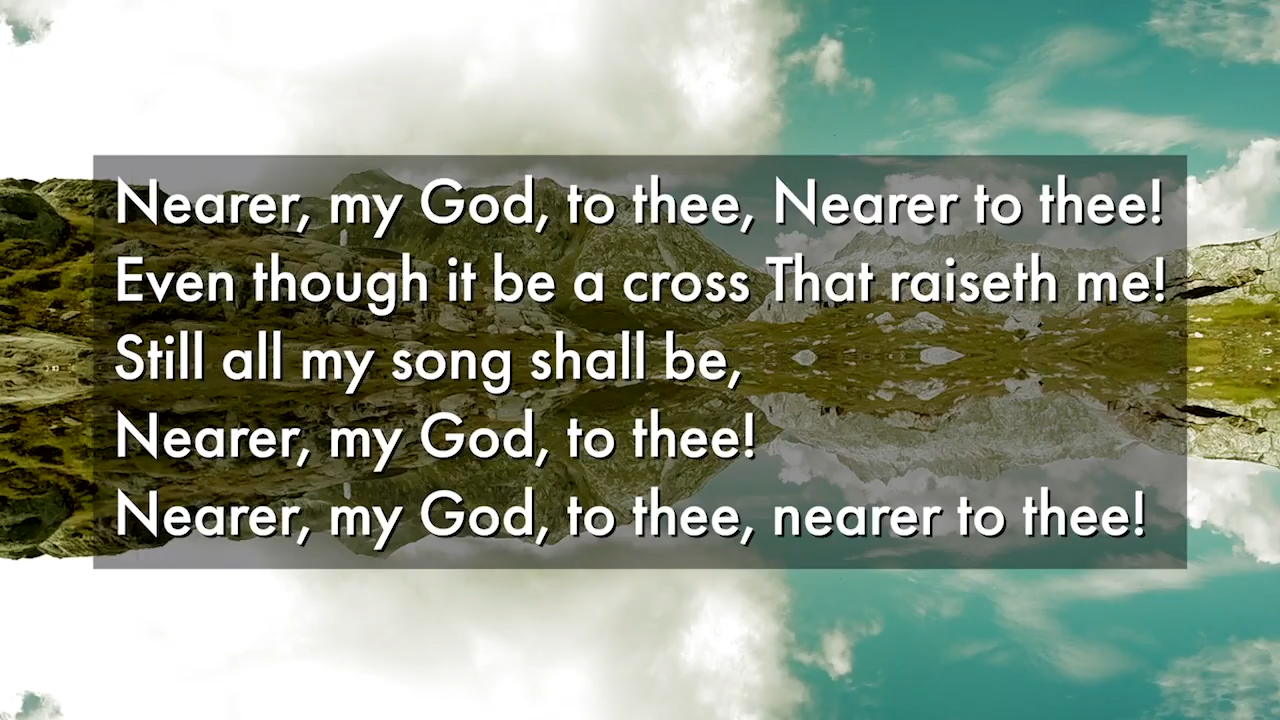 Nearer, my God, to thee, Nearer to thee!
Even though it be a cross That raiseth me!
Still all my song shall be,
Nearer, my God, to thee!
Nearer, my God, to thee, nearer to thee!